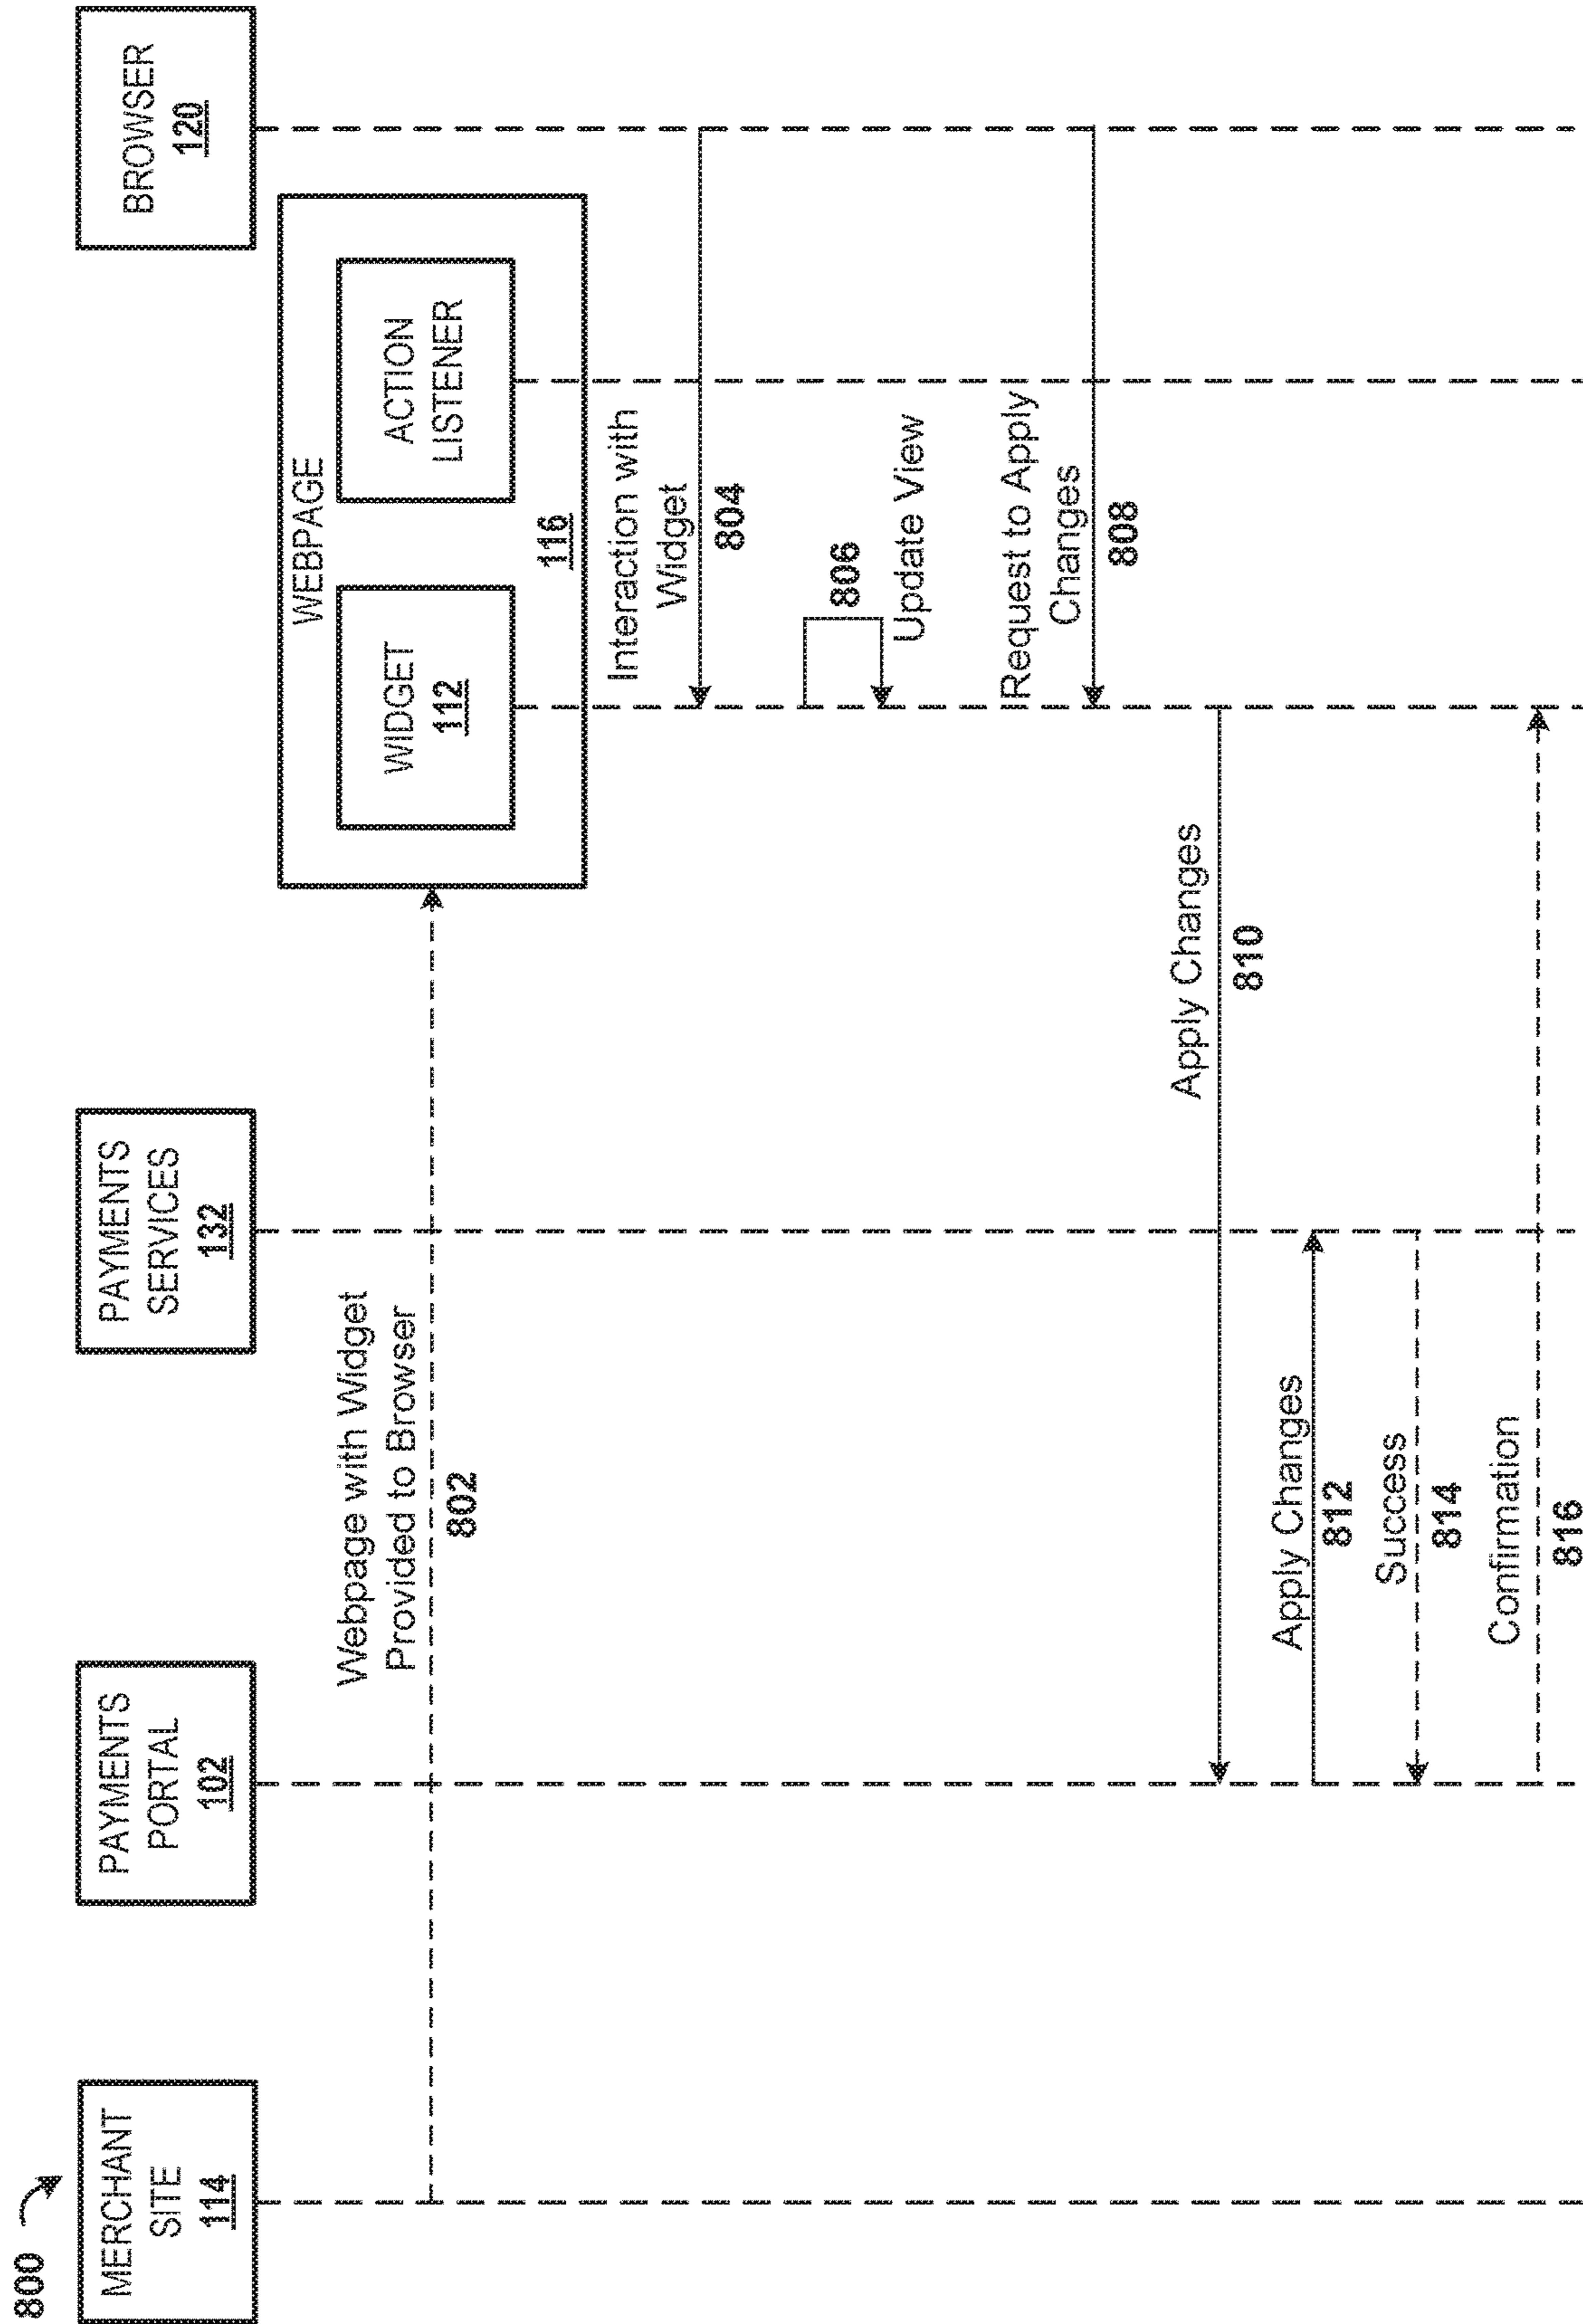 800
MERCHANT
SITE
114
PAYMENTS
PORTAL
102
PAYMENTS
SERVICES
132
BROWSER
120
WEBPAGE
WIDGET
112
ACTION
LISTENER
116
Webpage with Widget
Provided to Browser
802
Interaction with
Widget
804
806
Update View
Request to Apply
Changes
808
Apply Changes
810
Apply Changes
812
Success
814
Confirmation
816